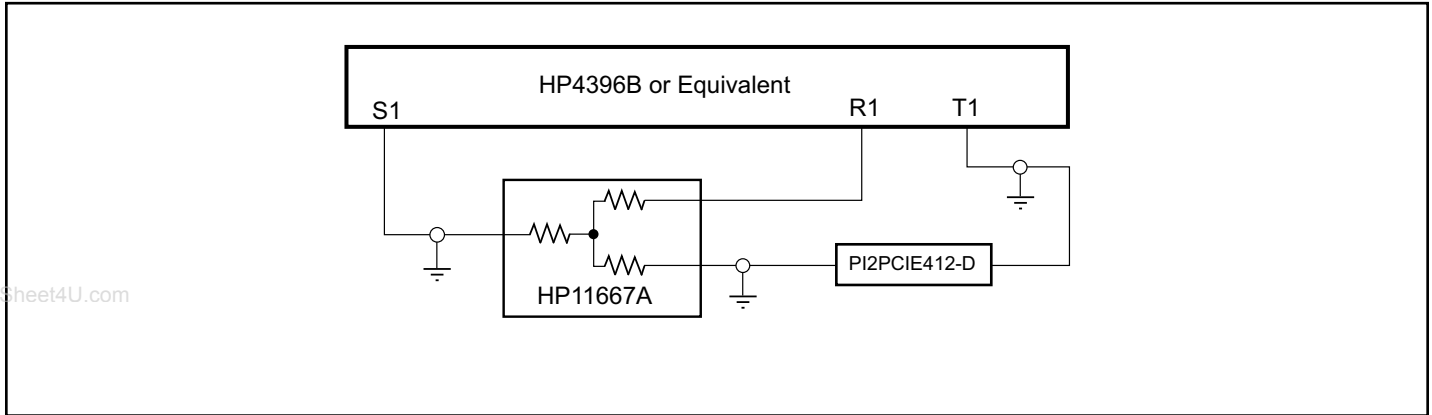 HP4396B or Equivalent
S1 R1 T1
PI2PCIE412-D
HP11667A
Sheet4U.com